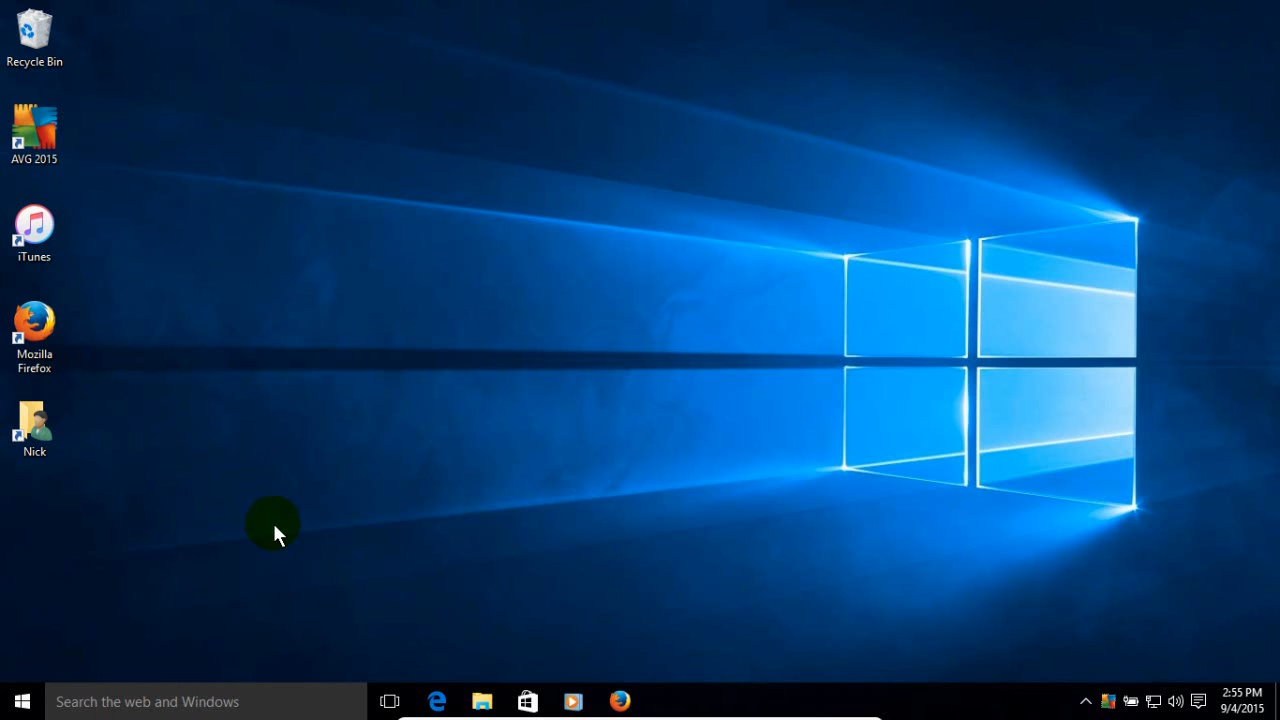 Recycle Bin
AVG 2015
iTunes
Mozilla
Firefox
Nick
Search the web and Windows
2:55 PM
9/4/2015